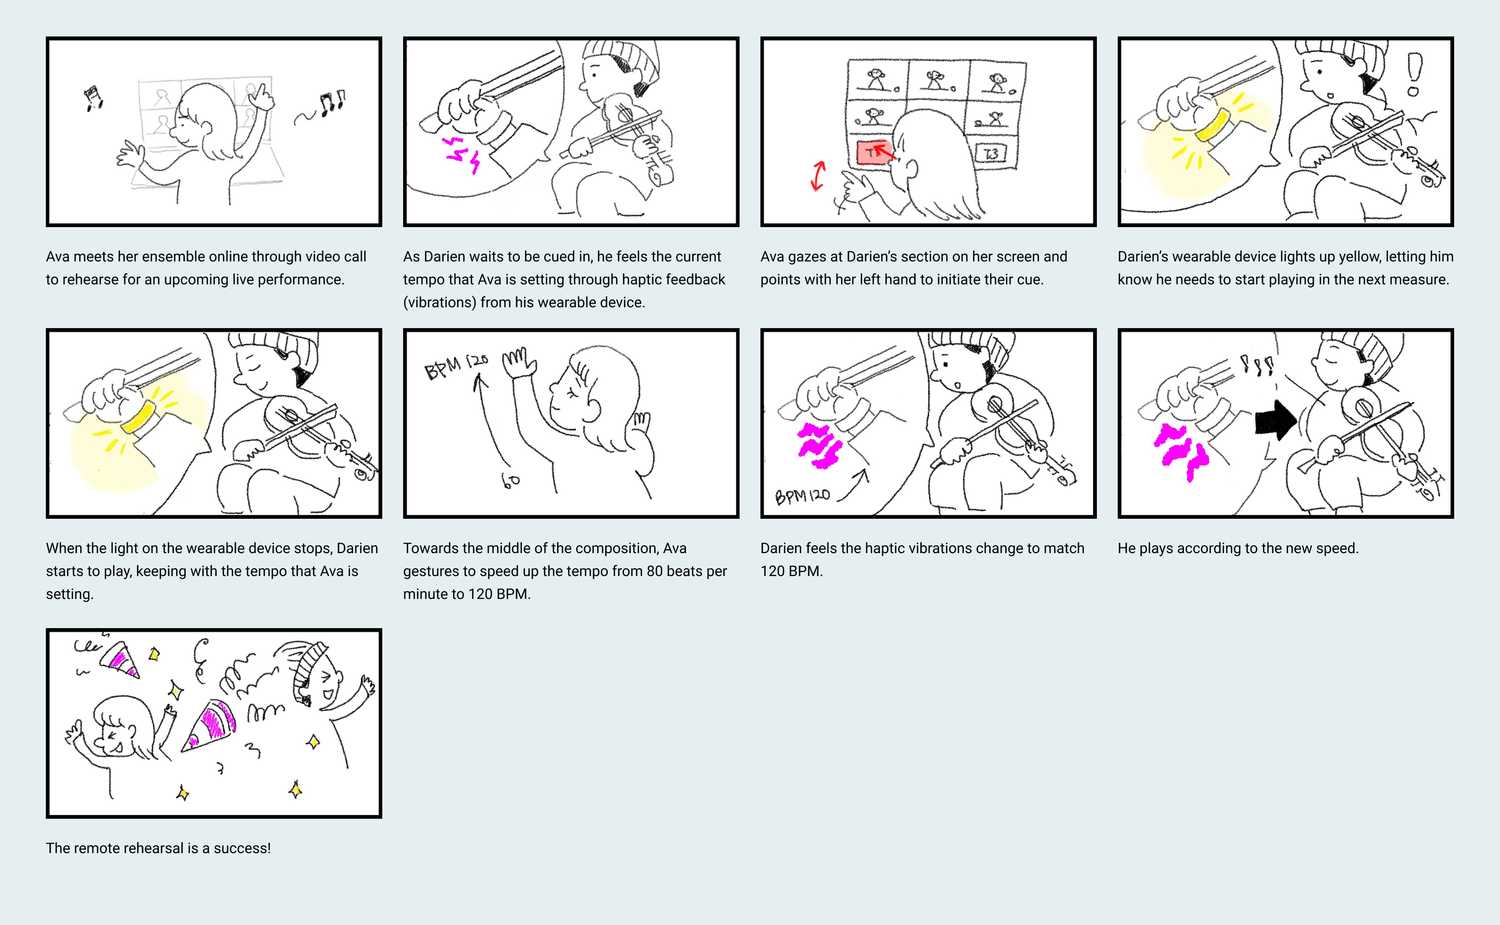 Ava meets her ensemble online through video call
to rehearse for an upcoming live performance.
As Darien waits to be cued in, he feels the current
tempo that Ava is setting through haptic feedback
(vibrations) from his wearable device.
T3
Ava gazes at Darien’s section on her screen and
points with her left hand to initiate their cue.
!
Darien’s wearable device lights up yellow, letting him
know he needs to start playing in the next measure.
When the light on the wearable device stops, Darien
starts to play, keeping with the tempo that Ava is
setting.
BPM 120
60
Towards the middle of the composition, Ava
gestures to speed up the tempo from 80 beats per
minute to 120 BPM.
BPM 120
Darien feels the haptic vibrations change to match
120 BPM.
!!!
He plays according to the new speed.
The remote rehearsal is a success!